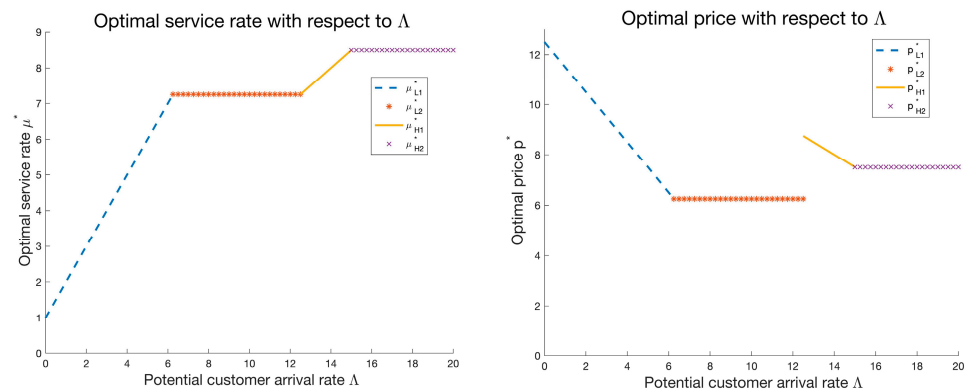 Optimal service rate with respect to Λ
9
8
7
6
5
4
3
2
1
0
Optimal service rate μ*
0 2 4 6 8 10 12 14 16 18 20
Potential customer arrival rate Λ
μ*L1
μ*L2
μ*H1
μ*H2
Optimal price with respect to Λ
12
10
8
6
4
2
0
Optimal price p*
0 2 4 6 8 10 12 14 16 18 20
Potential customer arrival rate Λ
p*L1
p*L2
p*H1
p*H2